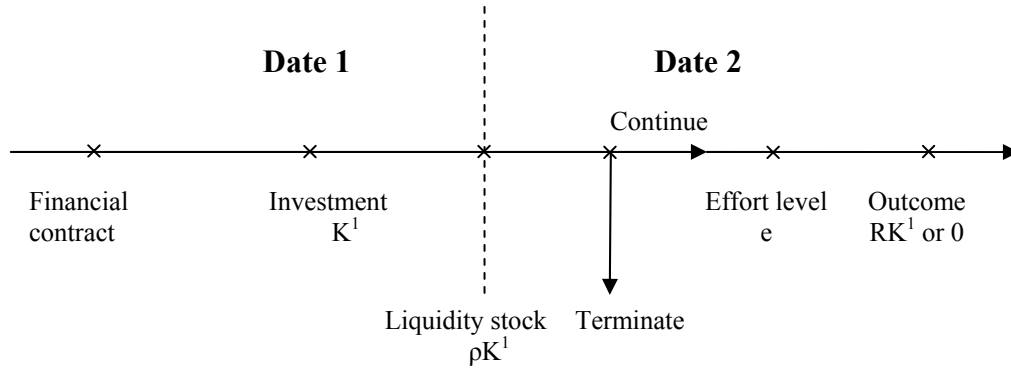 Date 1
Date 2
Continue
Financial
contract
Investment
K¹
Effort level
e
Outcome
RK¹ or 0
Liquidity stock
ρK¹
Terminate